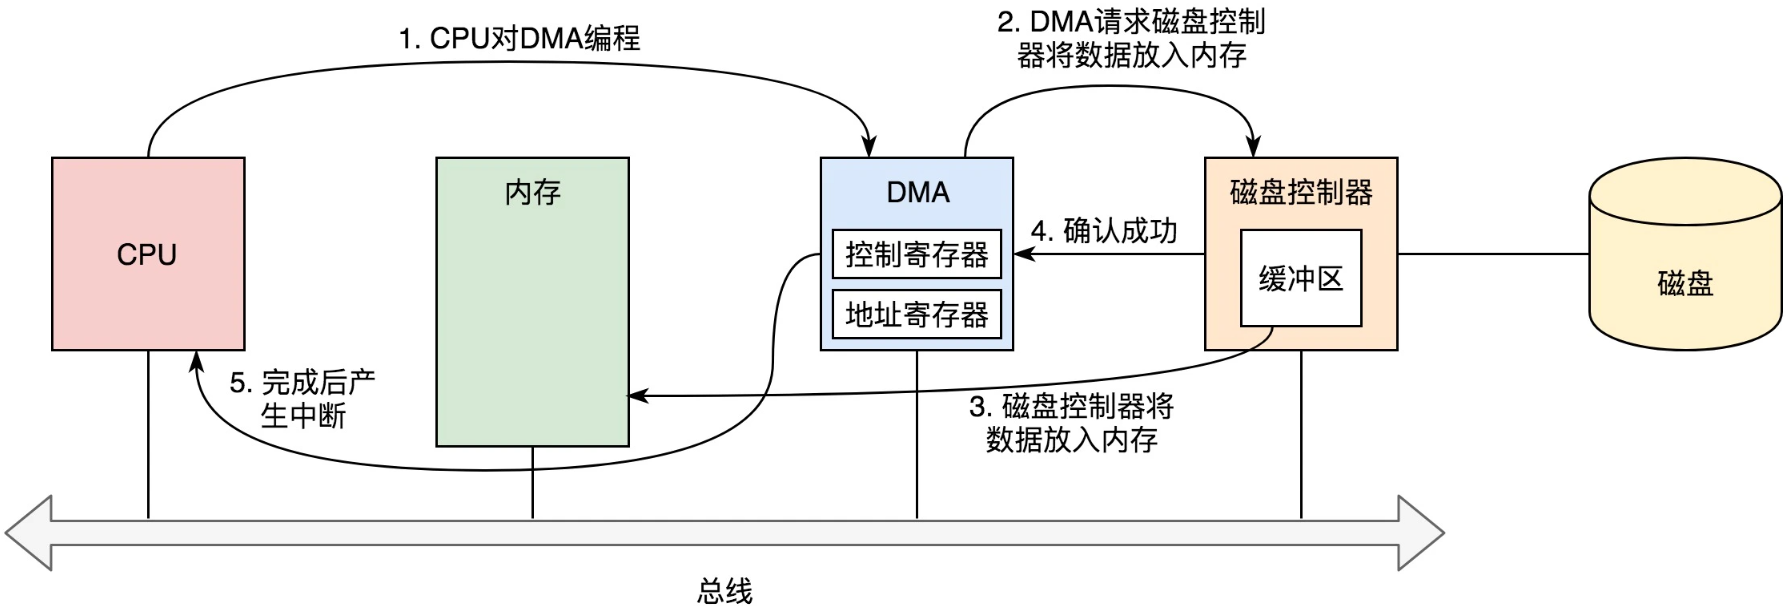 1. CPU对DMA编程
2. DMA请求磁盘控制
器将数据放入内存
CPU
内存
DMA
控制寄存器
地址寄存器
4. 确认成功
磁盘控制器
缓冲区
磁盘
5. 完成后产
生中断
3. 磁盘控制器将
数据放入内存
总线